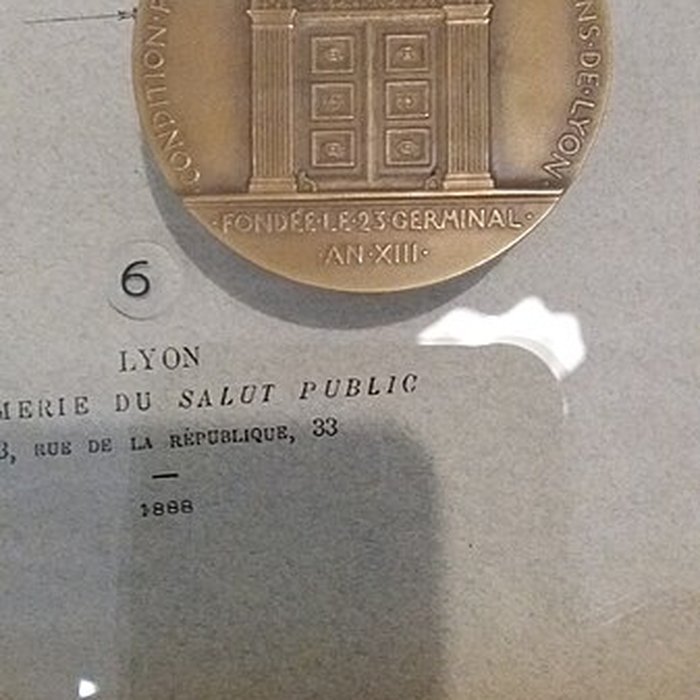 CONDITION
NS·DE·LYON
·FONDÉE·LE·23·GERMINAL·
·AN·XIII·
6
LYON
MERIE DU SALUT PUBLIC
3, RUE DE LA RÉPUBLIQUE, 33
1888